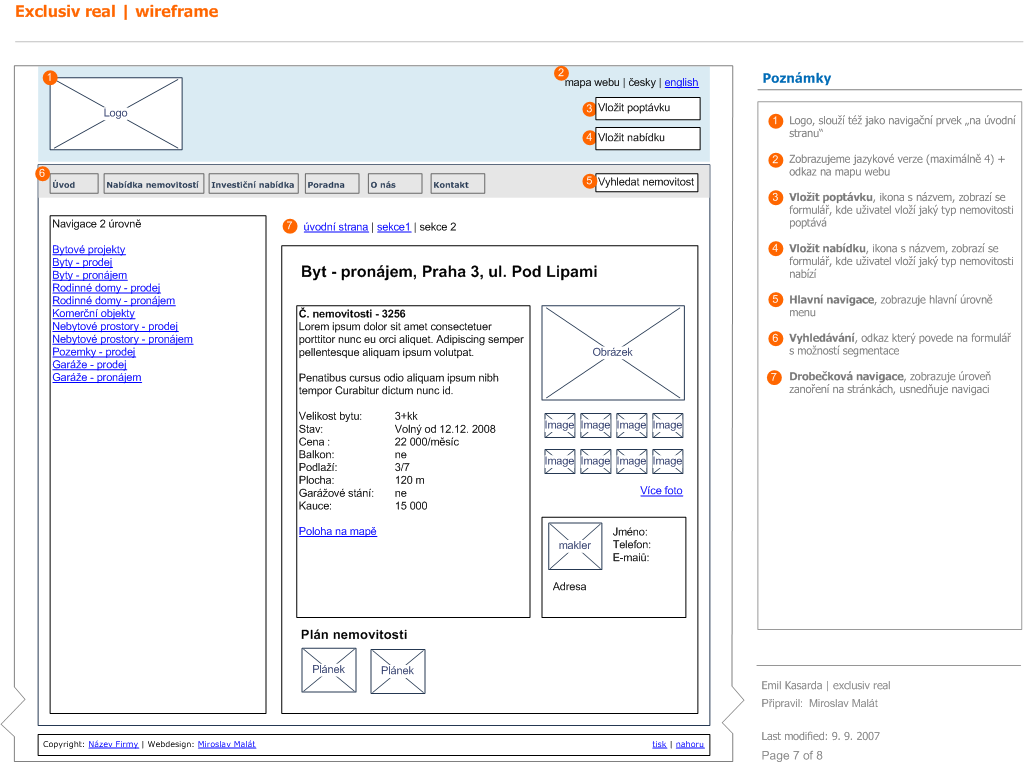 Exclusiv real | wireframe
1
Logo
2
mapa webu | česky | english
3 Vložit poptávku
4 Vložit nabídku
6
Úvod
Nabídka nemovitostí
Investiční nabídka
Poradna
O nás
Kontakt
5 Vyhledat nemovitost
Navigace 2 úrovně
Bytové projekty
Byty - prodej
Byty - pronájem
Rodinné domy - prodej
Rodinné domy - pronájem
Komerční objekty
Nebytové prostory - prodej
Nebytové prostory - pronájem
Pozemky - prodej
Garáže - prodej
Garáže - pronájem
7 úvodní strana | sekce1 | sekce 2
Byt - pronájem, Praha 3, ul. Pod Lipami
Č. nemovitosti - 3256
Lorem ipsum dolor sit amet consectetuer
porttitor nunc eu orci aliquet. Adipiscing semper
pellentesque aliquam ipsum volutpat.
Penatibus cursus odio aliquam ipsum nibh
tempor Curabitur dictum nunc id.
Velikost bytu: 3+kk
Stav: Volný od 12.12. 2008
Cena : 22 000/měsíc
Balkon: ne
Podlaží: 3/7
Plocha: 120 m
Garážové stání: ne
Kauce: 15 000
Poloha na mapě
Obrázek
Image Image Image Image
Image Image Image Image
Více foto
makler
Jméno:
Telefon:
E-maiů:
Adresa
Plán nemovitosti
Plánek Plánek
Copyright: Název Firmy | Webdesign: Miroslav Malát
tisk | nahoru
Poznámky
1 Logo, slouží též jako navigační prvek „na úvodní
stranu“
2 Zobrazujeme jazykové verze (maximálně 4) +
odkaz na mapu webu
3 Vložit poptávku, ikona s názvem, zobrazí se
formulář, kde uživatel vloží jaký typ nemovitosti
poptává
4 Vložit nabídku, ikona s názvem, zobrazí se
formulář, kde uživatel vloží jaký typ nemovitosti
nabízí
5 Hlavní navigace, zobrazuje hlavní úrovně
menu
6 Vyhledávání, odkaz který povede na formulář
s možností segmentace
7 Drobečková navigace, zobrazuje úroveň
zanoření na stránkách, usnedňuje navigaci
Emil Kasarda | exclusiv real
Připravil: Miroslav Malát
Last modified: 9. 9. 2007
Page 7 of 8